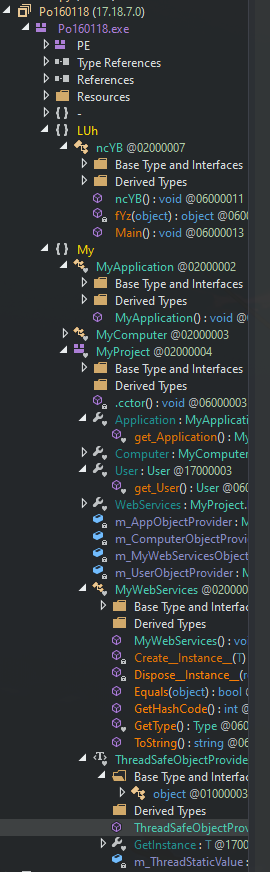 Po160118 (17.18.7.0)
Po160118.exe
PE
Type References
References
Resources
{ } -
{ } LUh
ncYB @02000007
Base Type and Interfaces
Derived Types
ncYB() : void @06000011
fYz(object) : object @060
Main() : void @06000013
{ } My
MyApplication @02000002
Base Type and Interfaces
Derived Types
MyApplication() : void @0
MyComputer @02000003
MyProject @02000004
Base Type and Interfaces
Derived Types
.cctor() : void @06000003
Application : MyApplicati
get_Application() : My
Computer : MyComputer
User : User @17000003
get_User() : User @060
WebServices : MyProject.
m_AppObjectProvider : M
m_ComputerObjectProvid
m_MyWebServicesObject
m_UserObjectProvider : M
MyWebServices @020000
Base Type and Interfac
Derived Types
MyWebServices() : vo
Create__Instance__(T)
Dispose__Instance__(r
Equals(object) : bool @
GetHashCode() : int @
GetType() : Type @060
ToString() : string @06
ThreadSafeObjectProvide
Base Type and Interfac
object @01000003
Derived Types
ThreadSafeObjectProv
GetInstance : T @1700
m_ThreadStaticValue :